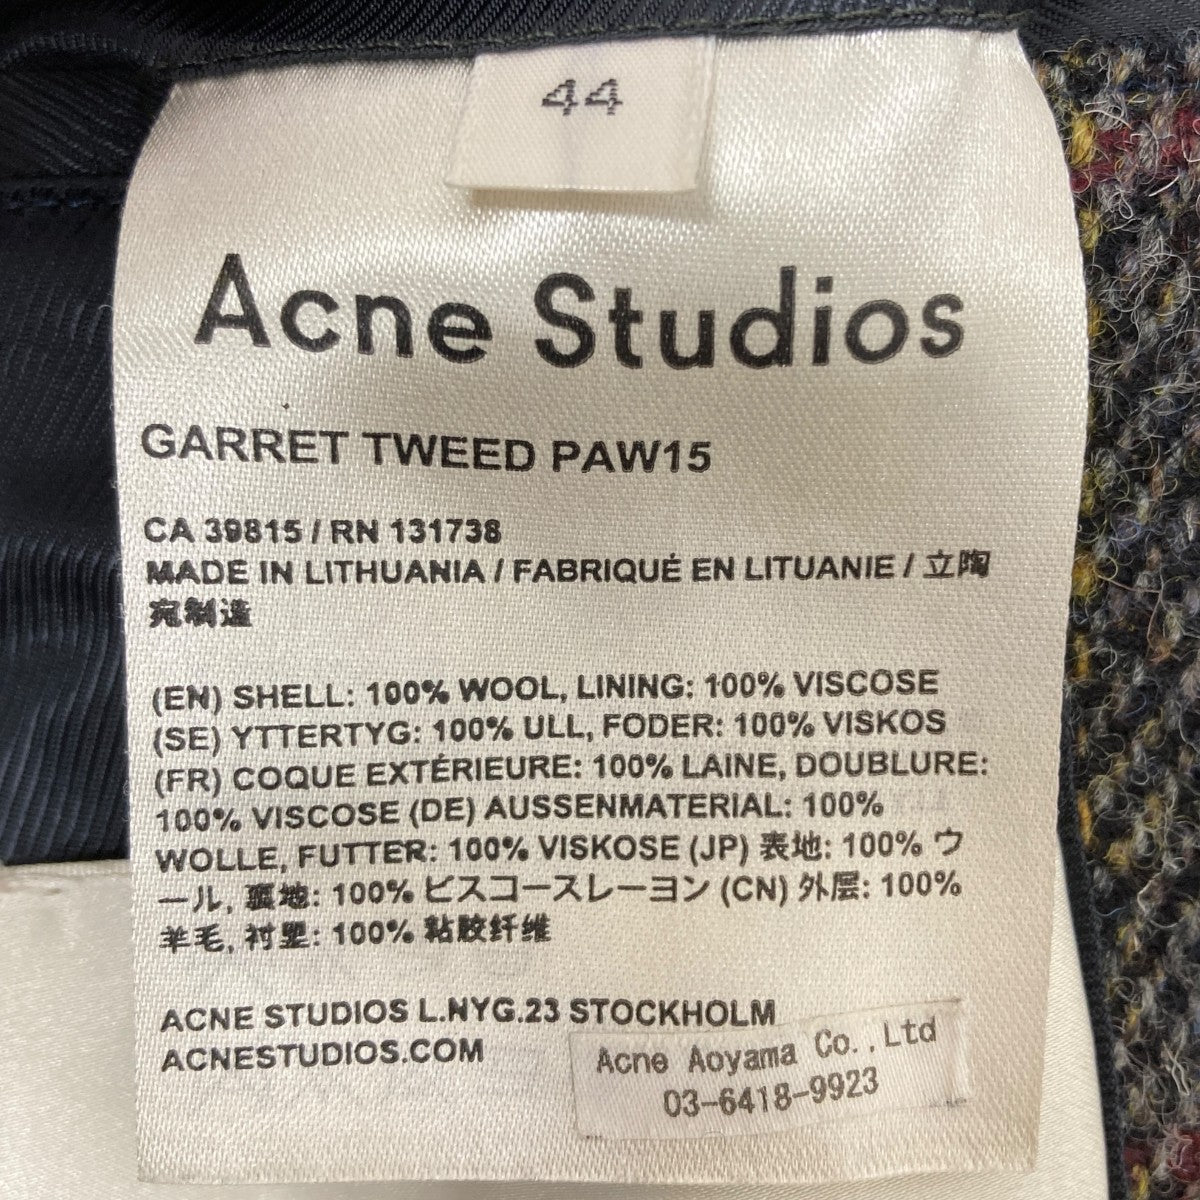 44
Acne Studios
GARRET TWEED PAW15
CA 39815 / RN 131738
MADE IN LITHUANIA / FABRIQUÉ EN LITUANIE / 立陶
宛制造
(EN) SHELL: 100% WOOL, LINING: 100% VISCOSE
(SE) YTTERTYG: 100% ULL, FODER: 100% VISKOS
(FR) COQUE EXTÉRIEURE: 100% LAINE, DOUBLURE:
100% VISCOSE (DE) AUSSENMATERIAL: 100%
WOLLE, FUTTER: 100% VISKOSE (JP) 表地: 100% ウ
ール, 裏地: 100% ビスコースレーヨン (CN) 外层: 100%
羊毛, 衬里: 100% 粘胶纤维
ACNE STUDIOS L.NYG.23 STOCKHOLM
ACNESTUDIOS.COM
Acne Aoyama Co.,Ltd
03-6418-9923